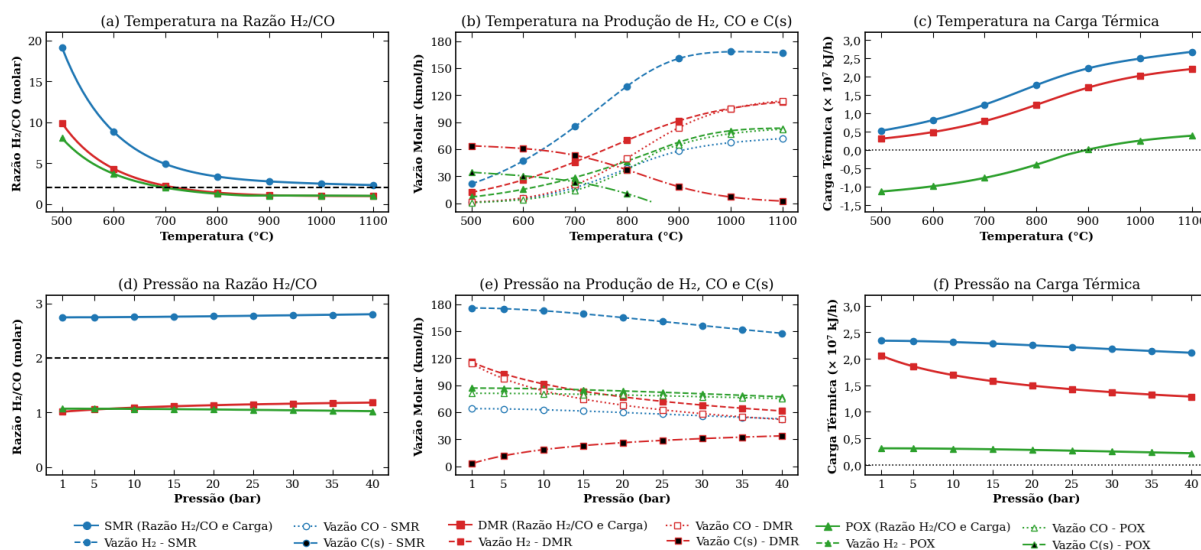 (a) Temperatura na Razão H₂/CO
Razão H₂/CO (molar)
20
15
10
5
0
500 600 700 800 900 1000 1100
Temperatura (°C)
(b) Temperatura na Produção de H₂, CO e C(s)
Vazão Molar (kmol/h)
180
150
120
90
60
30
0
500 600 700 800 900 1000 1100
Temperatura (°C)
(c) Temperatura na Carga Térmica
Carga Térmica (× 10⁷ kJ/h)
3,0
2,5
2,0
1,5
1,0
0,5
0,0
-0,5
-1,0
-1,5
500 600 700 800 900 1000 1100
Temperatura (°C)
(d) Pressão na Razão H₂/CO
Razão H₂/CO (molar)
3
2
1
0
1 5 10 15 20 25 30 35 40
Pressão (bar)
(e) Pressão na Produção de H₂, CO e C(s)
Vazão Molar (kmol/h)
180
150
120
90
60
30
0
1 5 10 15 20 25 30 35 40
Pressão (bar)
(f) Pressão na Carga Térmica
Carga Térmica (× 10⁷ kJ/h)
3,0
2,5
2,0
1,5
1,0
0,5
0,0
1 5 10 15 20 25 30 35 40
Pressão (bar)
SMR (Razão H₂/CO e Carga)
Vazão H₂ - SMR
Vazão CO - SMR
Vazão C(s) - SMR
DMR (Razão H₂/CO e Carga)
Vazão H₂ - DMR
Vazão CO - DMR
Vazão C(s) - DMR
POX (Razão H₂/CO e Carga)
Vazão H₂ - POX
Vazão CO - POX
Vazão C(s) - POX